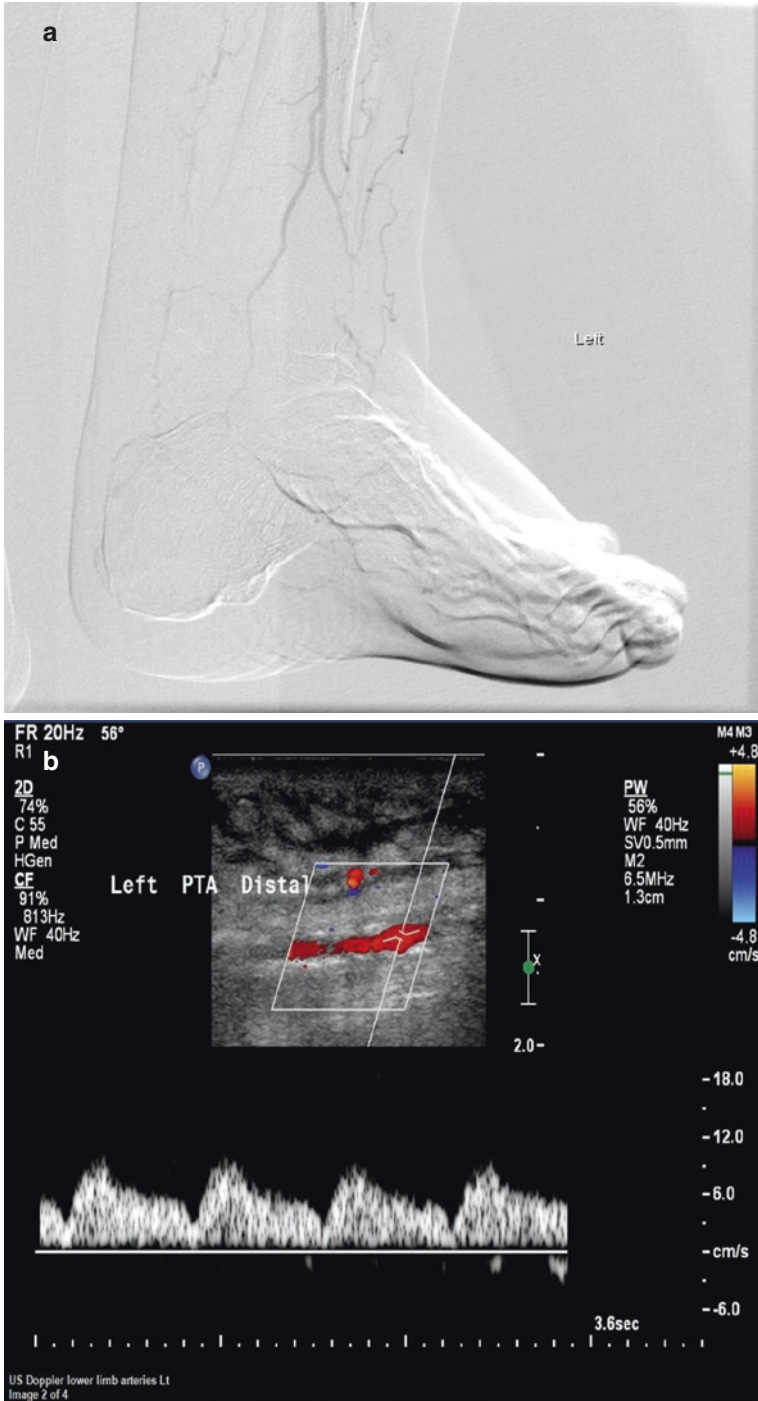 a
Left
FR 20Hz 56°
R1
b
P
M4 M3
+4.8
2D
74%
C 55
P Med
HGen
CF
91%
813Hz
WF 40Hz
Med
Left PTA Distal
PW
56%
WF 40Hz
SV0.5mm
M2
6.5MHz
1.3cm
-4.8
cm/s
X
2.0
18.0
12.0
6.0
cm/s
-6.0
3.6sec
US Doppler lower limb arteries Lt
Image 2 of 4